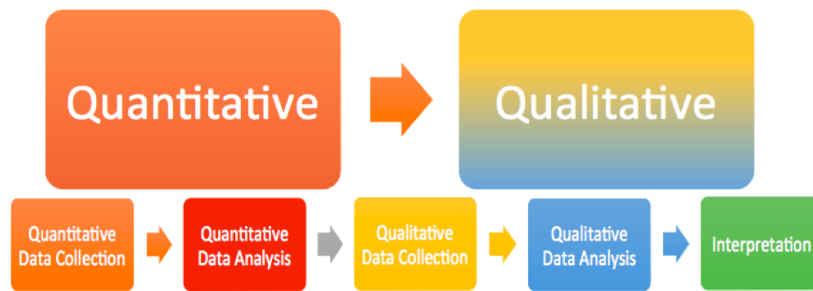 Quantitative
Qualitative
Quantitative
Data Collection
Quantitative
Data Analysis
Qualitative
Data Collection
Qualitative
Data Analysis
Interpretation